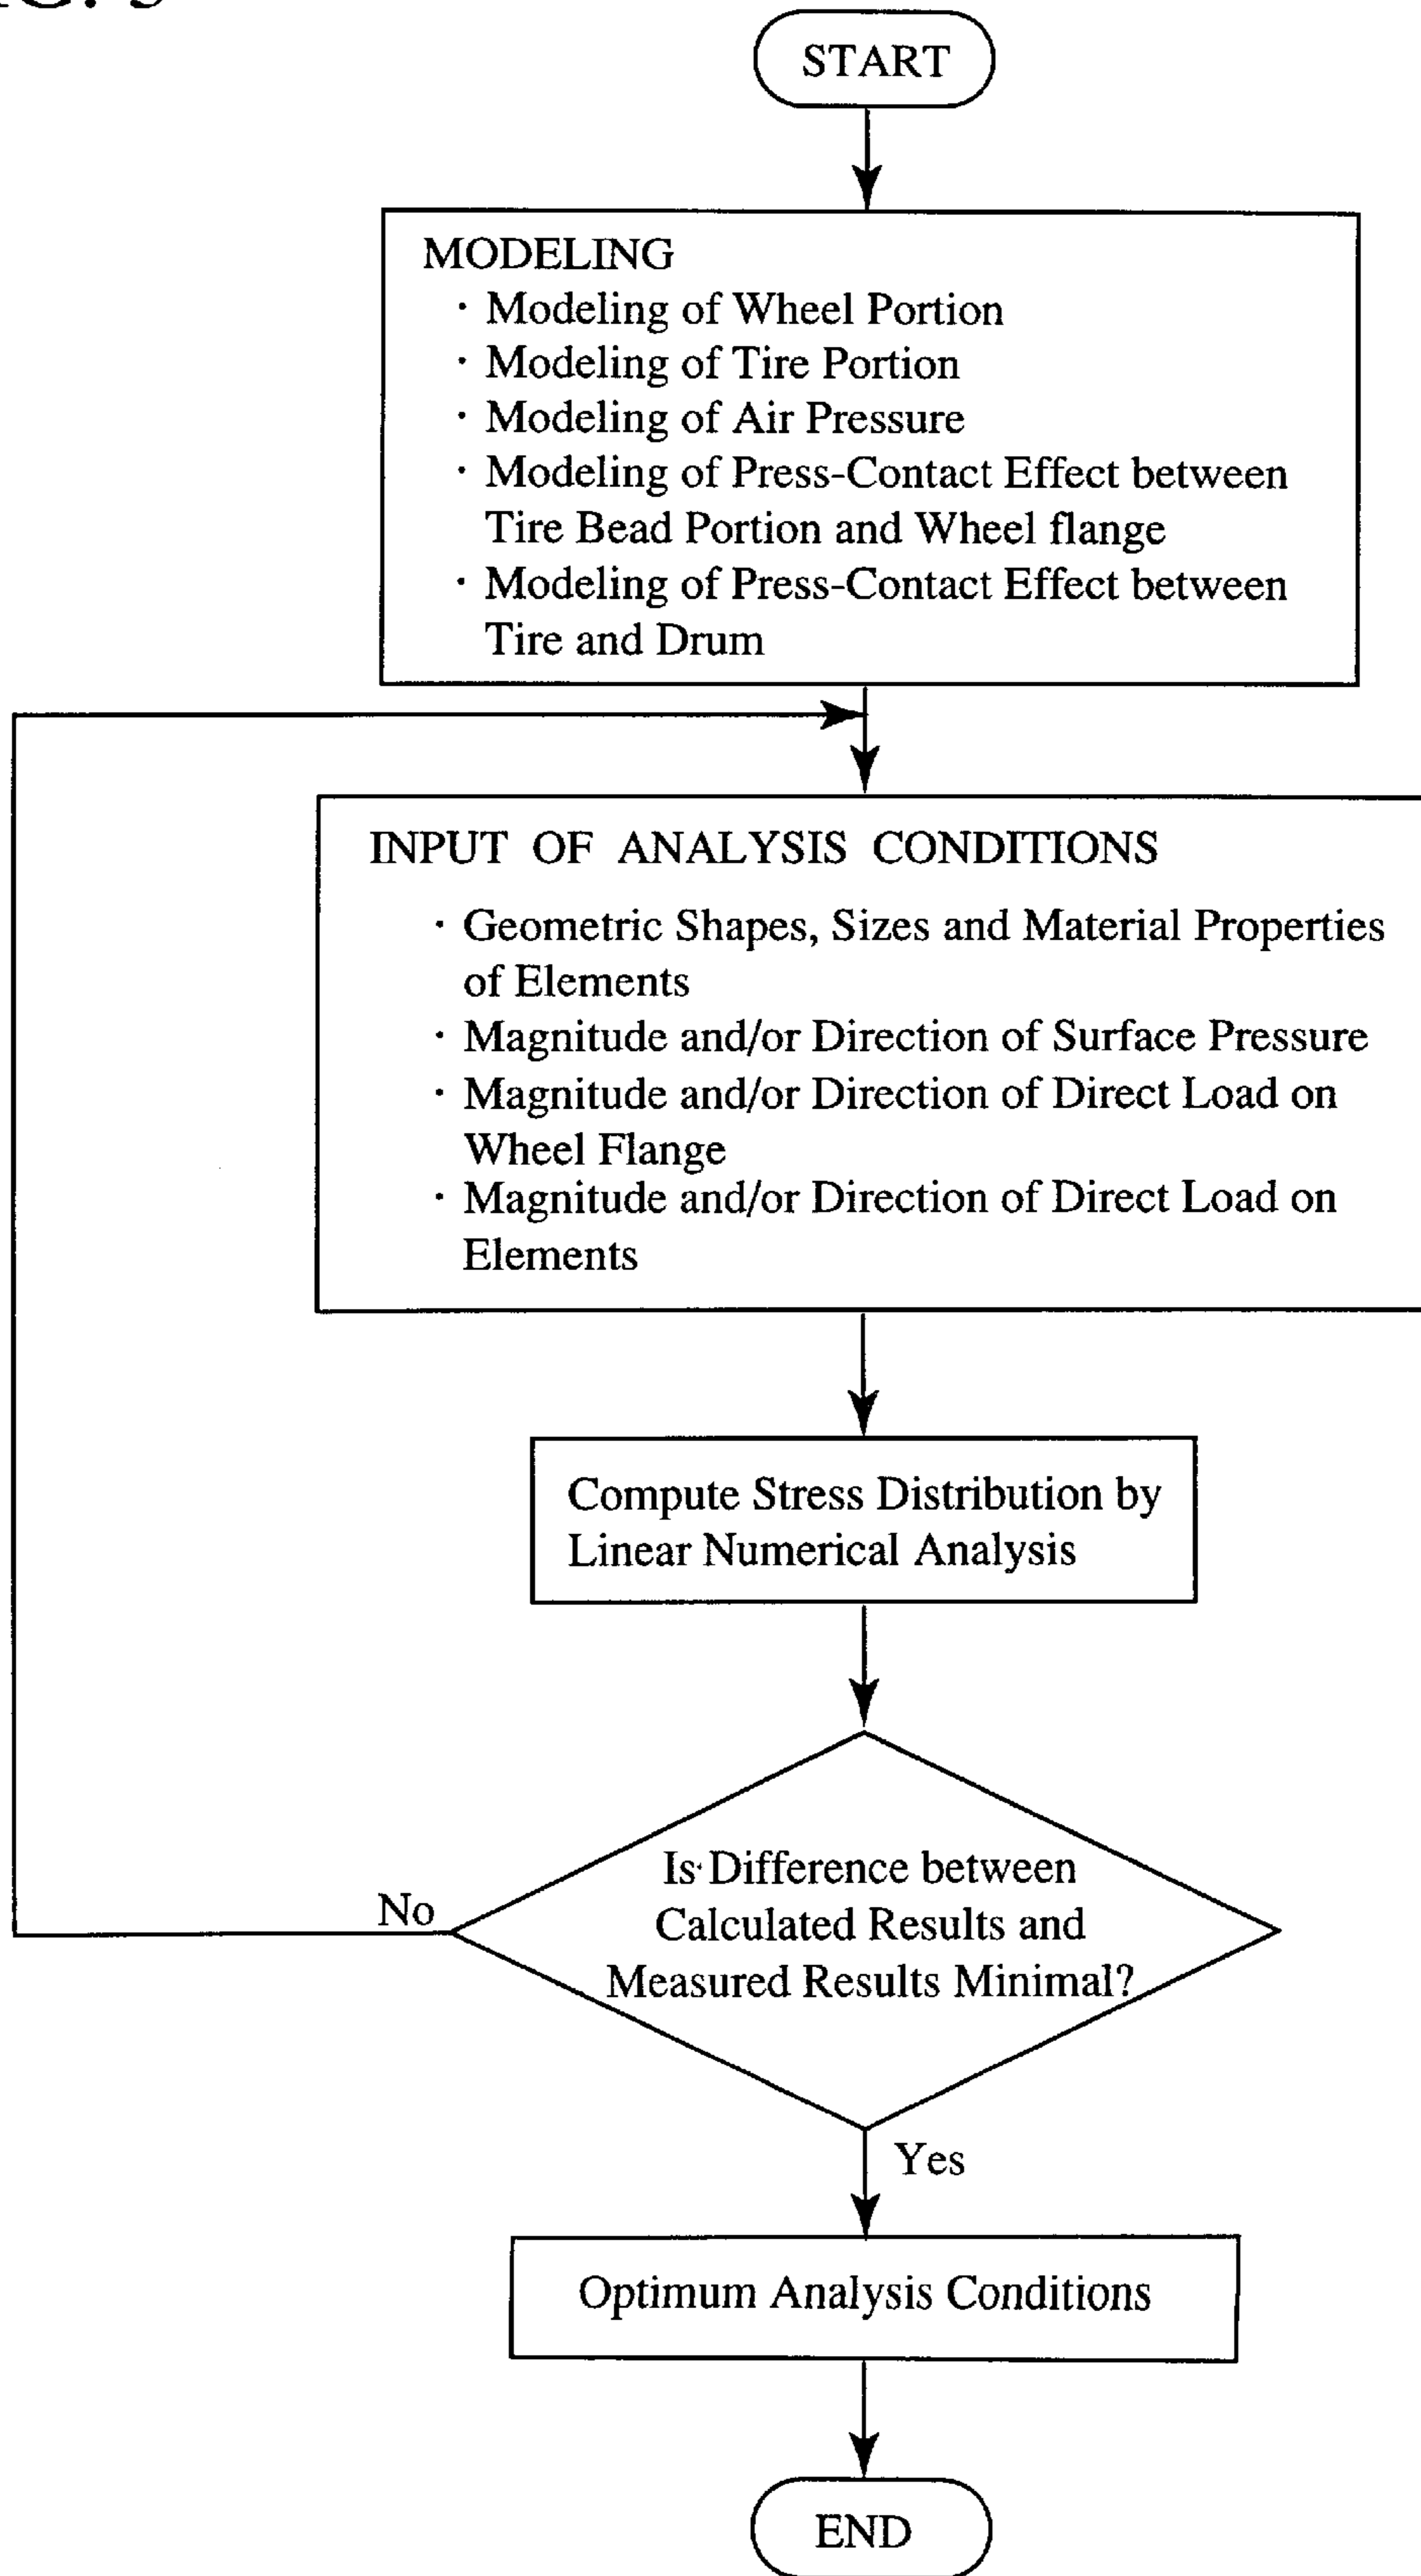 START
MODELING
· Modeling of Wheel Portion
· Modeling of Tire Portion
· Modeling of Air Pressure
· Modeling of Press-Contact Effect between
Tire Bead Portion and Wheel flange
· Modeling of Press-Contact Effect between
Tire and Drum
INPUT OF ANALYSIS CONDITIONS
· Geometric Shapes, Sizes and Material Properties
of Elements
· Magnitude and/or Direction of Surface Pressure
· Magnitude and/or Direction of Direct Load on
Wheel Flange
· Magnitude and/or Direction of Direct Load on
Elements
Compute Stress Distribution by
Linear Numerical Analysis
Is Difference between
Calculated Results and
Measured Results Minimal?
No
Yes
Optimum Analysis Conditions
END